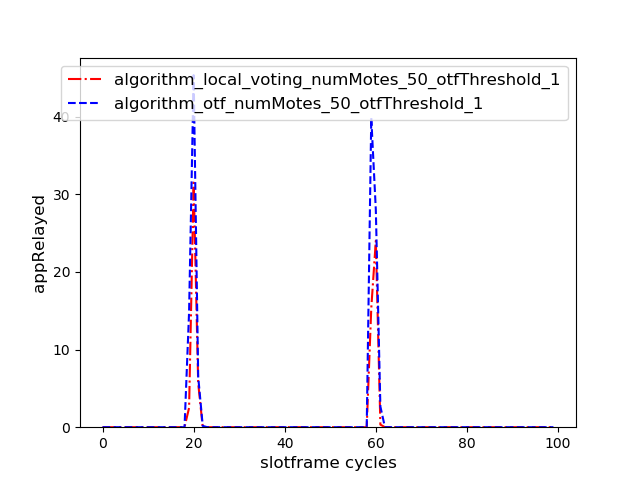 algorithm_local_voting_numMotes_50_otfThreshold_1
algorithm_otf_numMotes_50_otfThreshold_1
40
30
20
10
0
appRelayed
0 20 40 60 80 100
slotframe cycles